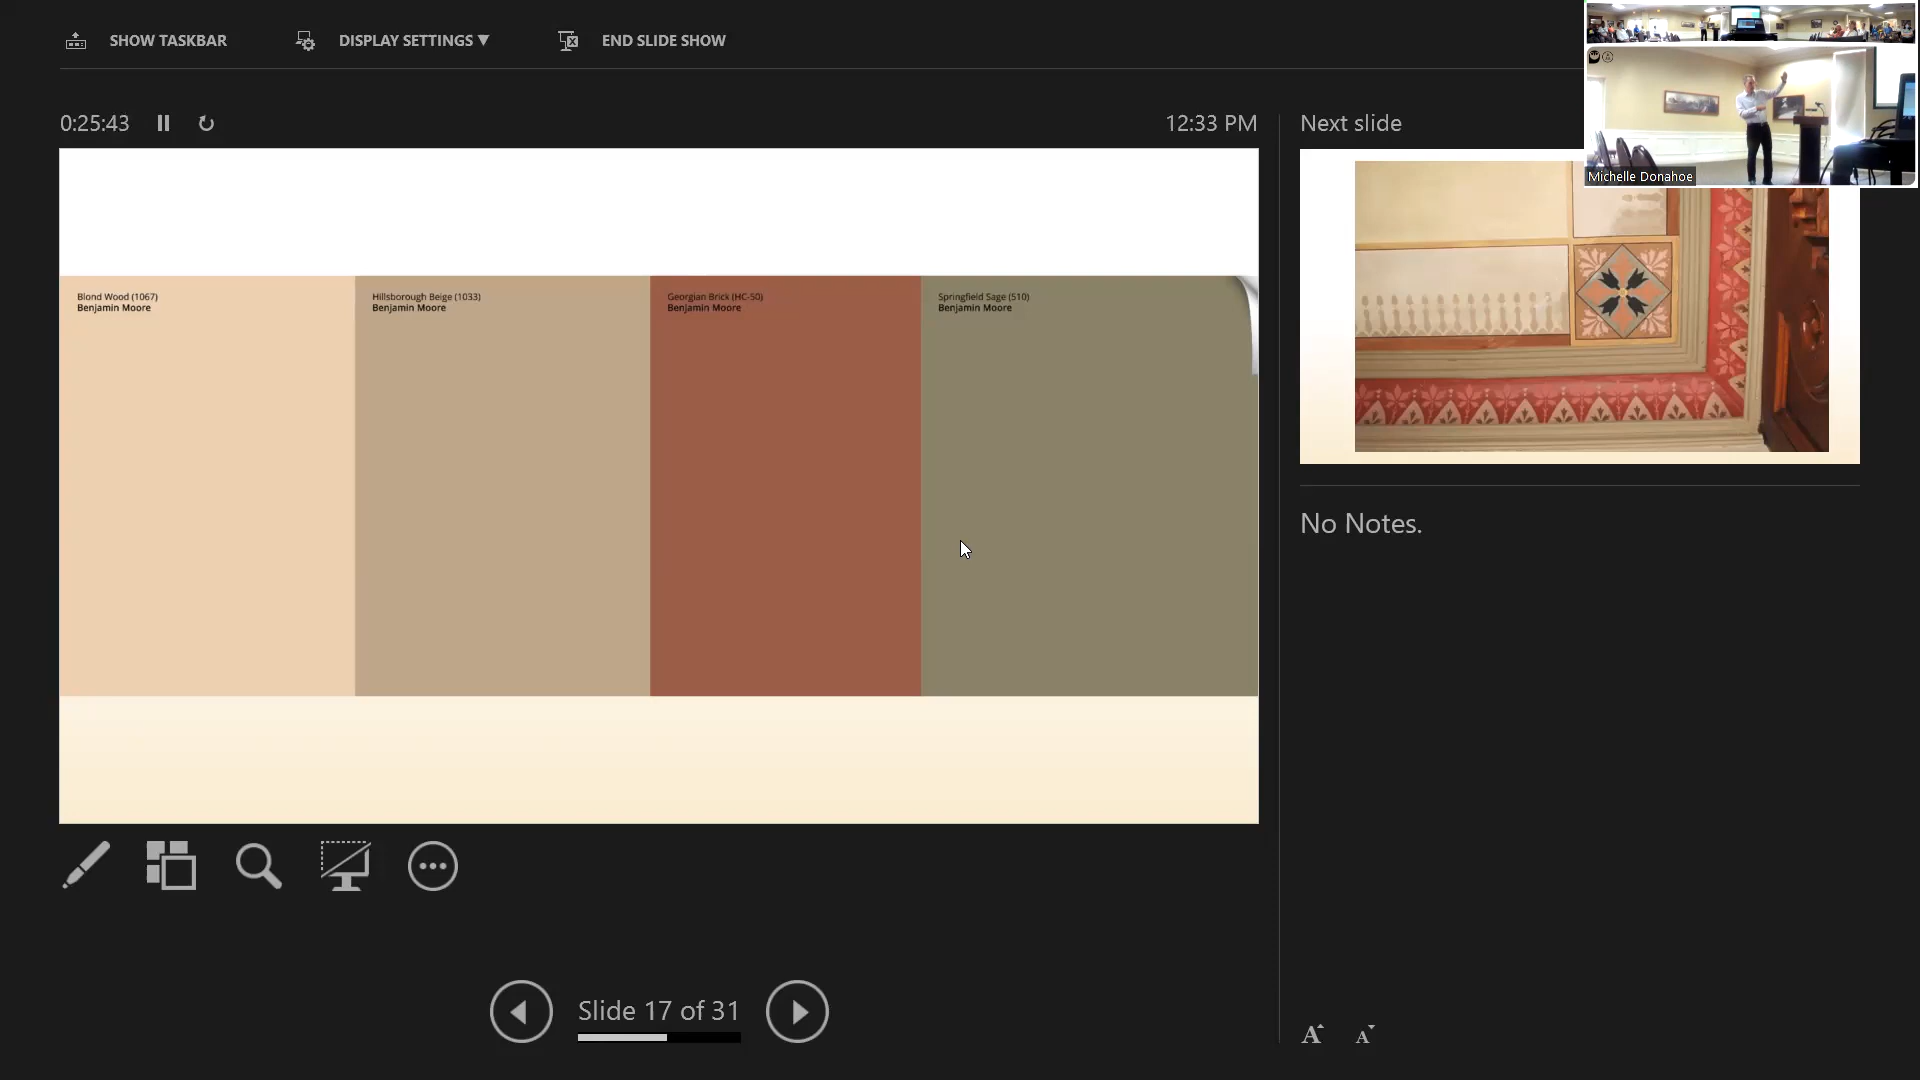 SHOW TASKBAR
DISPLAY SETTINGS ▼
END SLIDE SHOW
0:25:43
12:33 PM
Next slide
Michelle Donahoe
Blond Wood (1067)
Benjamin Moore
Hillsborough Beige (1033)
Benjamin Moore
Georgian Brick (HC-50)
Benjamin Moore
Springfield Sage (510)
Benjamin Moore
No Notes.
Slide 17 of 31
A A